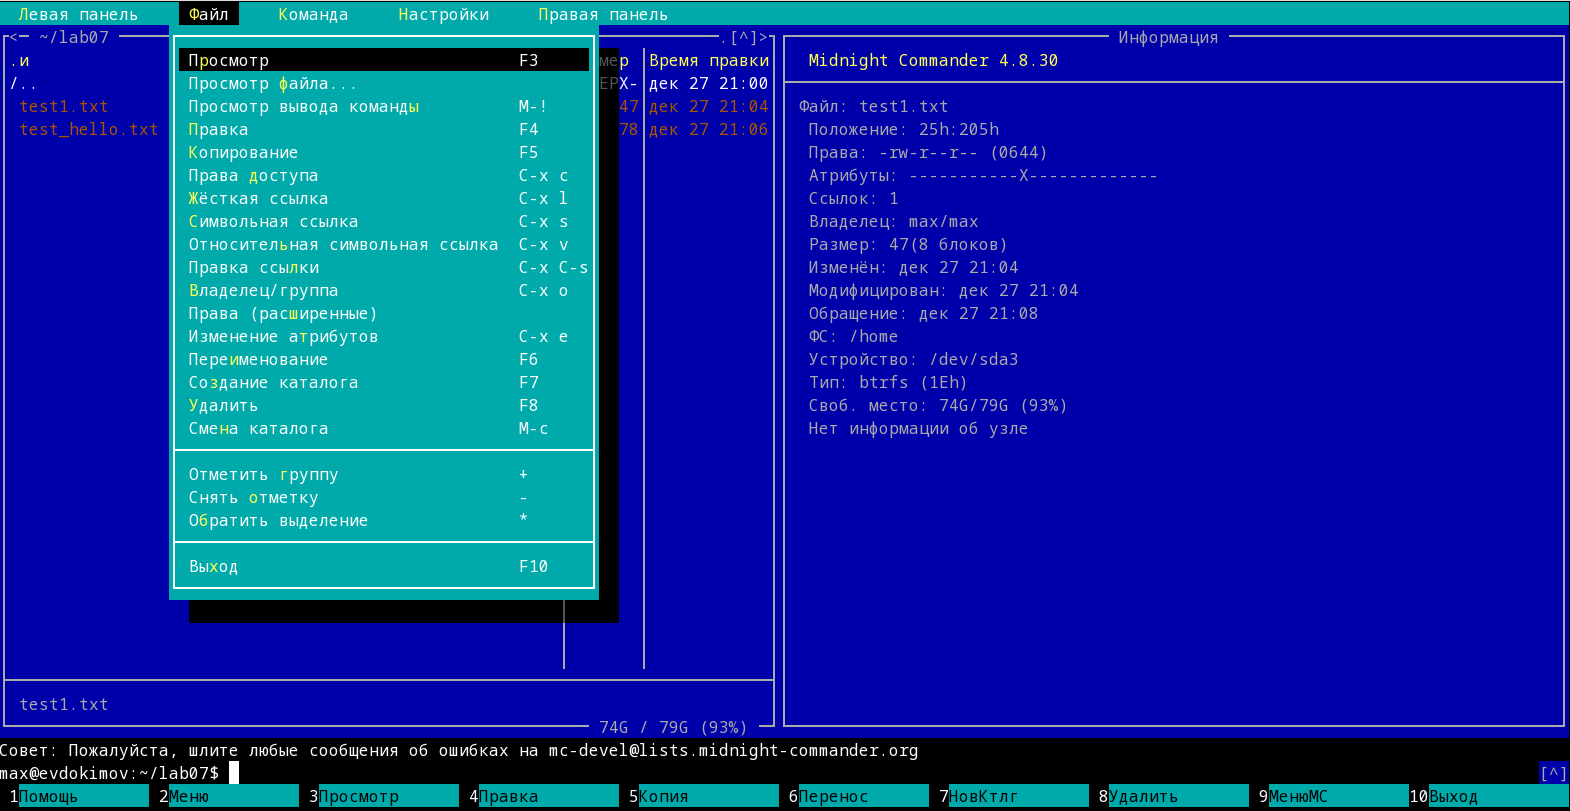 Левая панель Файл Команда Настройки Правая панель
<─ ~/lab07 .[^]>
.и мер Время правки
/.. ЕРХ- дек 27 21:00
test1.txt 47 дек 27 21:04
test_hello.txt 78 дек 27 21:06
Просмотр F3
Просмотр файла...
Просмотр вывода команды M-!
Правка F4
Копирование F5
Права доступа C-x c
Жёсткая ссылка C-x l
Символьная ссылка C-x s
Относительная символьная ссылка C-x v
Правка ссылки C-x C-s
Владелец/группа C-x o
Права (расширенные)
Изменение атрибутов C-x e
Переименование F6
Создание каталога F7
Удалить F8
Смена каталога M-c
Отметить группу +
Снять отметку -
Обратить выделение *
Выход F10
test1.txt
74G / 79G (93%)
Информация
Midnight Commander 4.8.30
Файл: test1.txt
Положение: 25h:205h
Права: -rw-r--r-- (0644)
Атрибуты: -----------X-------------
Ссылок: 1
Владелец: max/max
Размер: 47(8 блоков)
Изменён: дек 27 21:04
Модифицирован: дек 27 21:04
Обращение: дек 27 21:08
ФС: /home
Устройство: /dev/sda3
Тип: btrfs (1Eh)
Своб. место: 74G/79G (93%)
Нет информации об узле
Совет: Пожалуйста, шлите любые сообщения об ошибках на mc-devel@lists.midnight-commander.org
max@evdokimov:~/lab07$ [^]
1Помощь 2Меню 3Просмотр 4Правка 5Копия 6Перенос 7НовКтлг 8Удалить 9МенюMC 10Выход